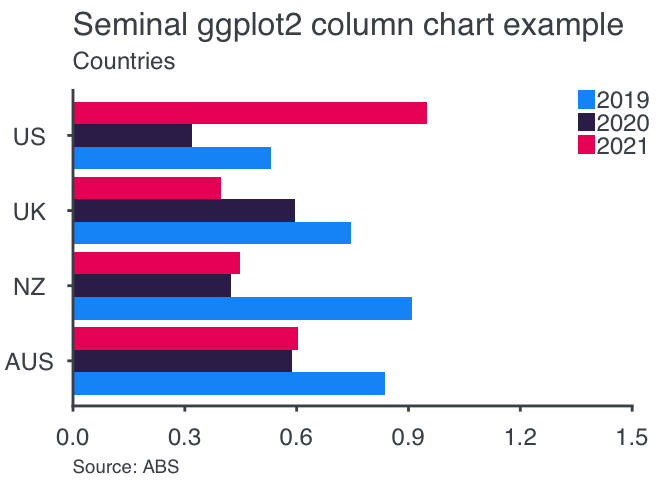 Seminal ggplot2 column chart example
Countries
2019
2020
2021
US
UK
NZ
AUS
0.0 0.3 0.6 0.9 1.2 1.5
Source: ABS